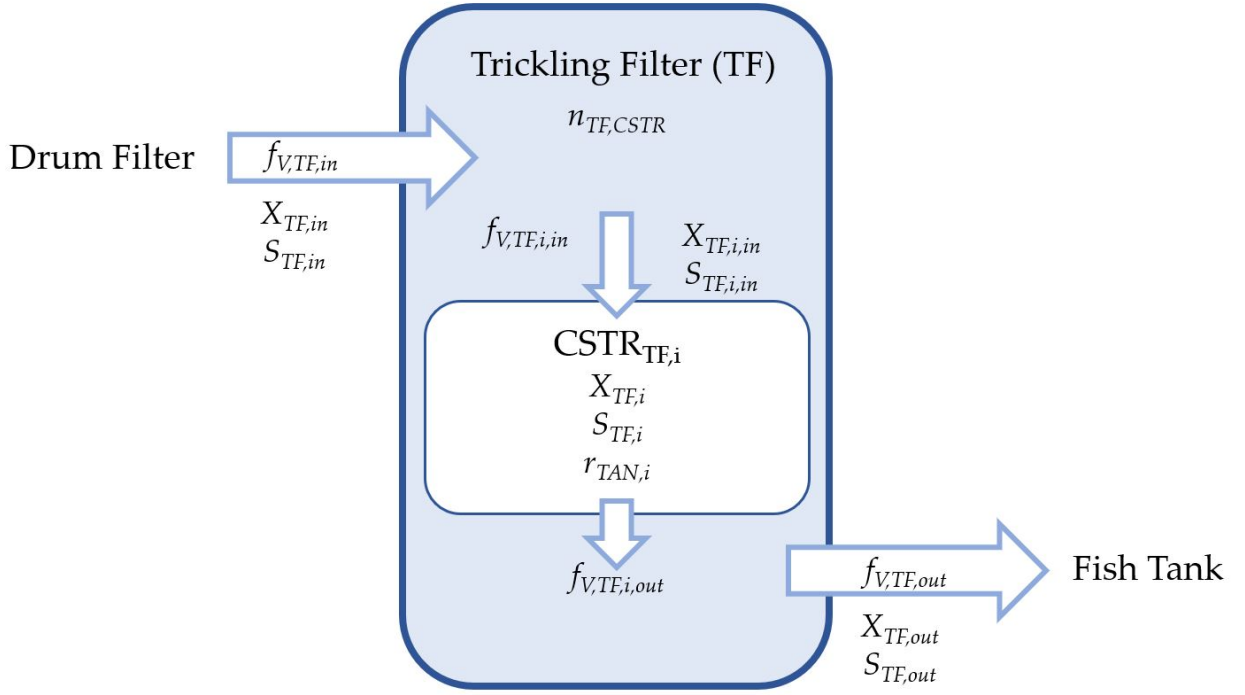 Trickling Filter (TF)
n_TF,CSTR
Drum Filter
f_V,TF,in
X_TF,in
S_TF,in
f_V,TF,i,in
X_TF,i,in
S_TF,i,in
CSTR_TF,i
X_TF,i
S_TF,i
r_TAN,i
f_V,TF,i,out
f_V,TF,out
Fish Tank
X_TF,out
S_TF,out